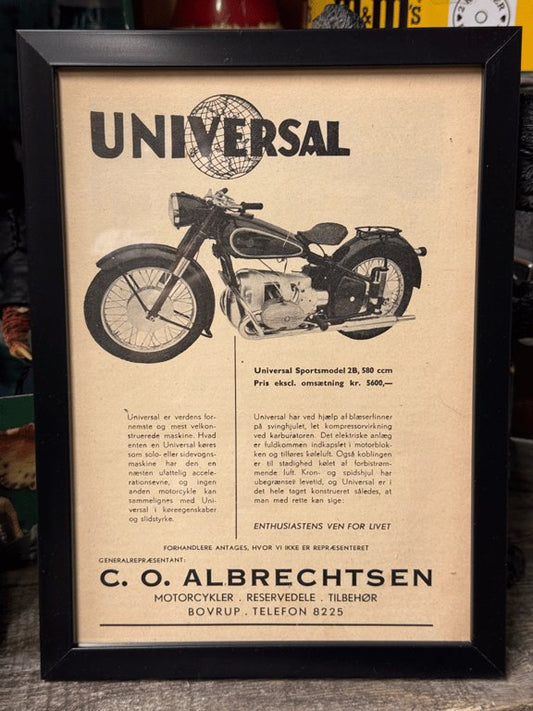 UNIVERSAL
Universal Sportsmodel 2B, 580 ccm
Pris ekscl. omsætning kr. 5600,—
Universal er verdens for-
nemste og mest velkon-
struerede maskine. Hvad
enten en Universal køres
som solo- eller sidevogns-
maskine har den en
næsten ufattelig accele-
rationsevne, og ingen
anden motorcykle kan
sammelignes med Uni-
versal i køreegenskaber
og slidstyrke.
Universal har ved hjælp af blæserfinner
på svinghjulet, let kompressorvirkning
ved karburatoren. Det elektriske anlæg
er fuldkommen indkapslet i motorblok-
ken og tilføres køleluft. Også koblingen
er til stadighed kølet af forbistrøm-
mende luft. Kron- og spidshjul har
ubegrænset levetid, og Universal er i
det hele taget konstrueret således, at
man med rette kan sige:
ENTHUSIASTENS VEN FOR LIVET
FORHANDLERE ANTAGES, HVOR VI IKKE ER REPRÆSENTERET
GENERALREPRÆSENTANT:
C. O. ALBRECHTSEN
MOTORCYKLER . RESERVEDELE . TILBEHØR
BOVRUP . TELEFON 8225